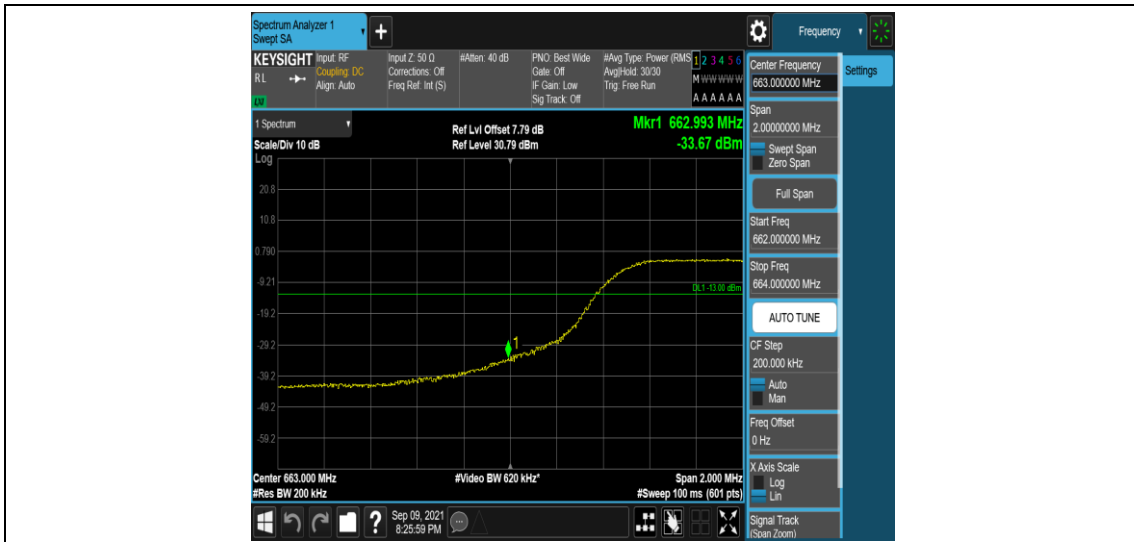 Spectrum Analyzer 1
Swept SA
+
Frequency
KEYSIGHT
RL
LXI
Input: RF
Coupling: DC
Align: Auto
Input Z: 50 Ω
Corrections: Off
Freq Ref: Int (S)
#Atten: 40 dB
PNO: Best Wide
Gate: Off
IF Gain: Low
Sig Track: Off
#Avg Type: Power (RMS
Avg|Hold: 30/30
Trig: Free Run
1 2 3 4 5 6
M W W W W W
A A A A A A
Center Frequency
663.000000 MHz
Settings
Span
2.00000000 MHz
Swept Span
Zero Span
Full Span
Start Freq
662.000000 MHz
Stop Freq
664.000000 MHz
AUTO TUNE
CF Step
200.000 kHz
Auto
Man
Freq Offset
0 Hz
X Axis Scale
Log
Lin
Signal Track
(Span Zoom)
1 Spectrum
Scale/Div 10 dB
Log
Ref Lvl Offset 7.79 dB
Ref Level 30.79 dBm
Mkr1 662.993 MHz
-33.67 dBm
20.8
10.8
0.790
-9.21
DL1 -13.00 dBm
-19.2
-29.2
1
-39.2
-49.2
-59.2
Center 663.000 MHz
#Res BW 200 kHz
#Video BW 620 kHz*
Span 2.000 MHz
#Sweep 100 ms (601 pts)
?
Sep 09, 2021
8:25:59 PM